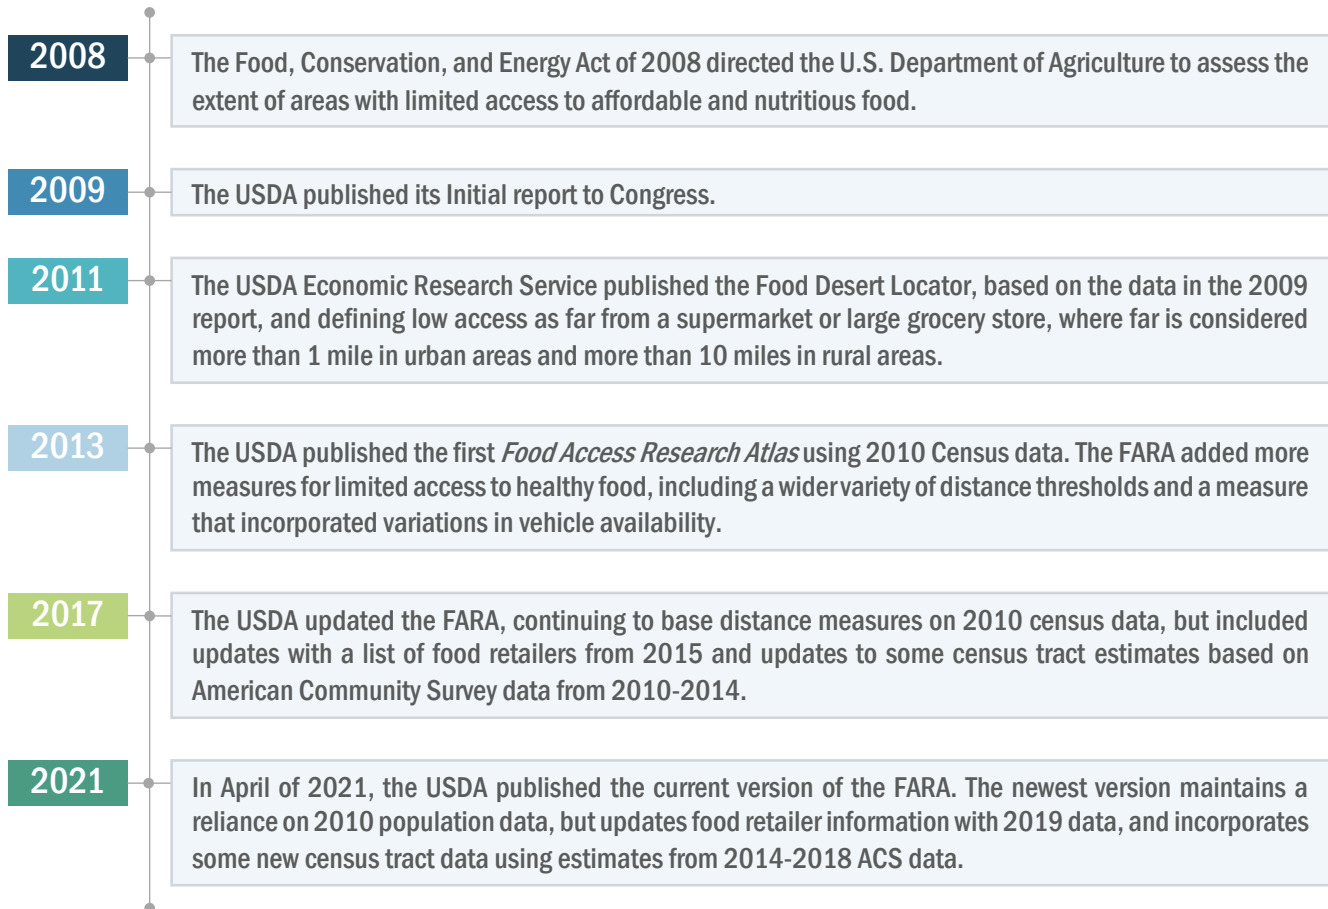 2008
The Food, Conservation, and Energy Act of 2008 directed the U.S. Department of Agriculture to assess the
extent of areas with limited access to affordable and nutritious food.
2009
The USDA published its Initial report to Congress.
2011
The USDA Economic Research Service published the Food Desert Locator, based on the data in the 2009
report, and defining low access as far from a supermarket or large grocery store, where far is considered
more than 1 mile in urban areas and more than 10 miles in rural areas.
2013
The USDA published the first Food Access Research Atlas using 2010 Census data. The FARA added more
measures for limited access to healthy food, including a wider variety of distance thresholds and a measure
that incorporated variations in vehicle availability.
2017
The USDA updated the FARA, continuing to base distance measures on 2010 census data, but included
updates with a list of food retailers from 2015 and updates to some census tract estimates based on
American Community Survey data from 2010-2014.
2021
In April of 2021, the USDA published the current version of the FARA. The newest version maintains a
reliance on 2010 population data, but updates food retailer information with 2019 data, and incorporates
some new census tract data using estimates from 2014-2018 ACS data.